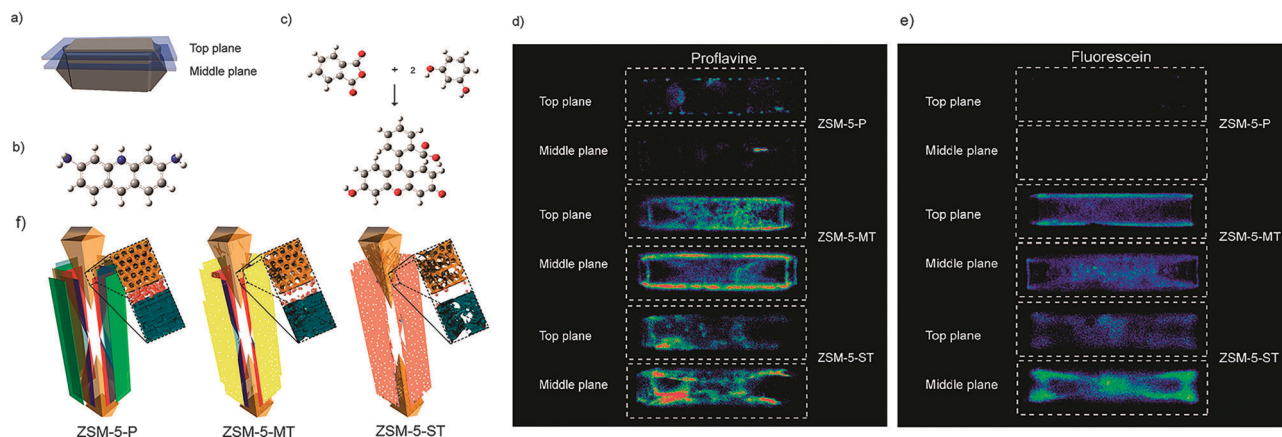 a)
Top plane
Middle plane
b)
c)
+ 2
d)
Proflavine
Top plane
ZSM-5-P
Middle plane
Top plane
ZSM-5-MT
Middle plane
Top plane
ZSM-5-ST
Middle plane
e)
Fluorescein
Top plane
ZSM-5-P
Middle plane
Top plane
ZSM-5-MT
Middle plane
Top plane
ZSM-5-ST
Middle plane
f)
ZSM-5-P
ZSM-5-MT
ZSM-5-ST